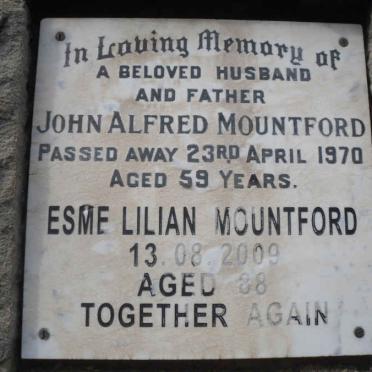 In Loving Memory of
A BELOVED HUSBAND
AND FATHER
JOHN ALFRED MOUNTFORD
PASSED AWAY 23RD APRIL 1970
AGED 59 YEARS.
ESME LILIAN MOUNTFORD
13.08.2009
AGED 88
TOGETHER AGAIN